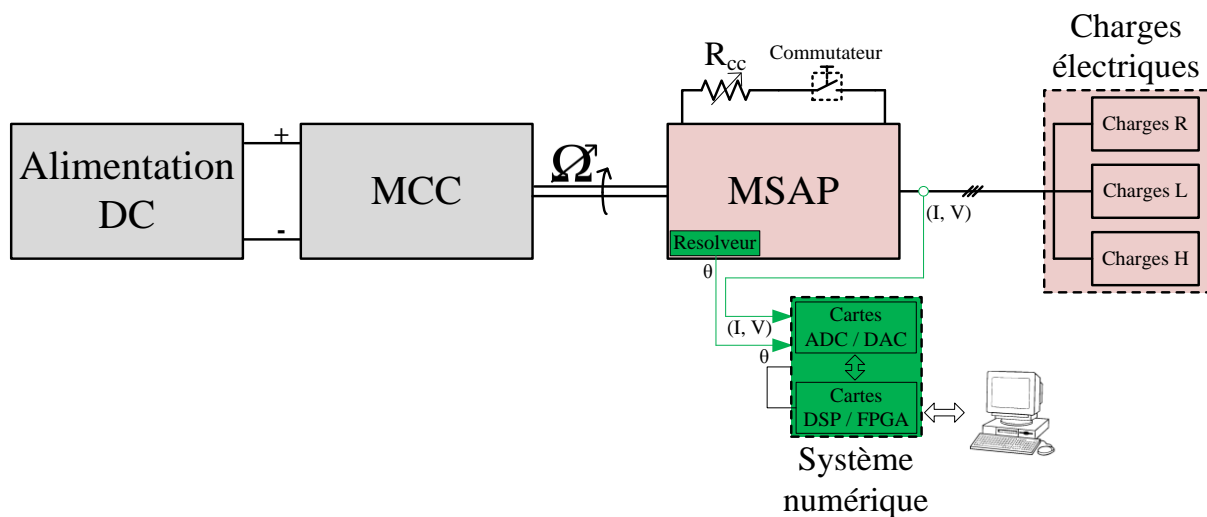 Charges
électriques
Commutateur
Rcc
Alimentation
DC
+
-
MCC
Ω
MSAP
Resolveur
θ
(I, V)
Charges R
Charges L
Charges H
(I, V)
θ
Cartes
ADC / DAC
Cartes
DSP / FPGA
Système
numérique